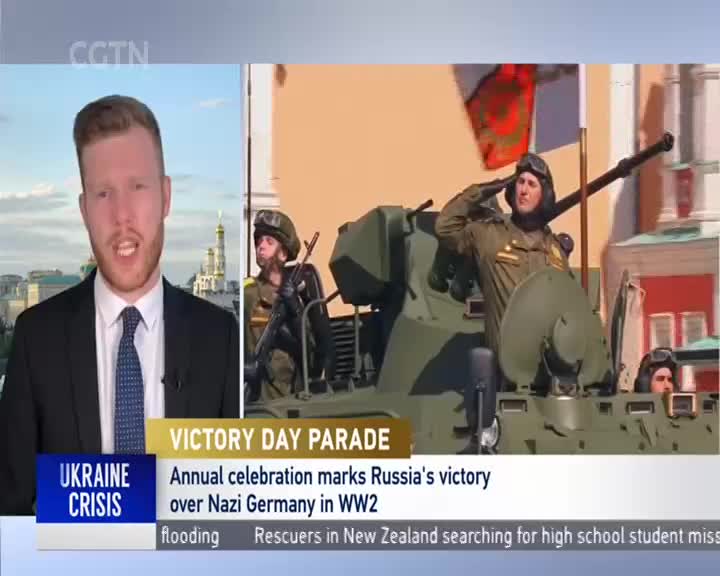 CGTN
VICTORY DAY PARADE
UKRAINE
CRISIS
Annual celebration marks Russia's victory
over Nazi Germany in WW2
flooding Rescuers in New Zealand searching for high school student miss